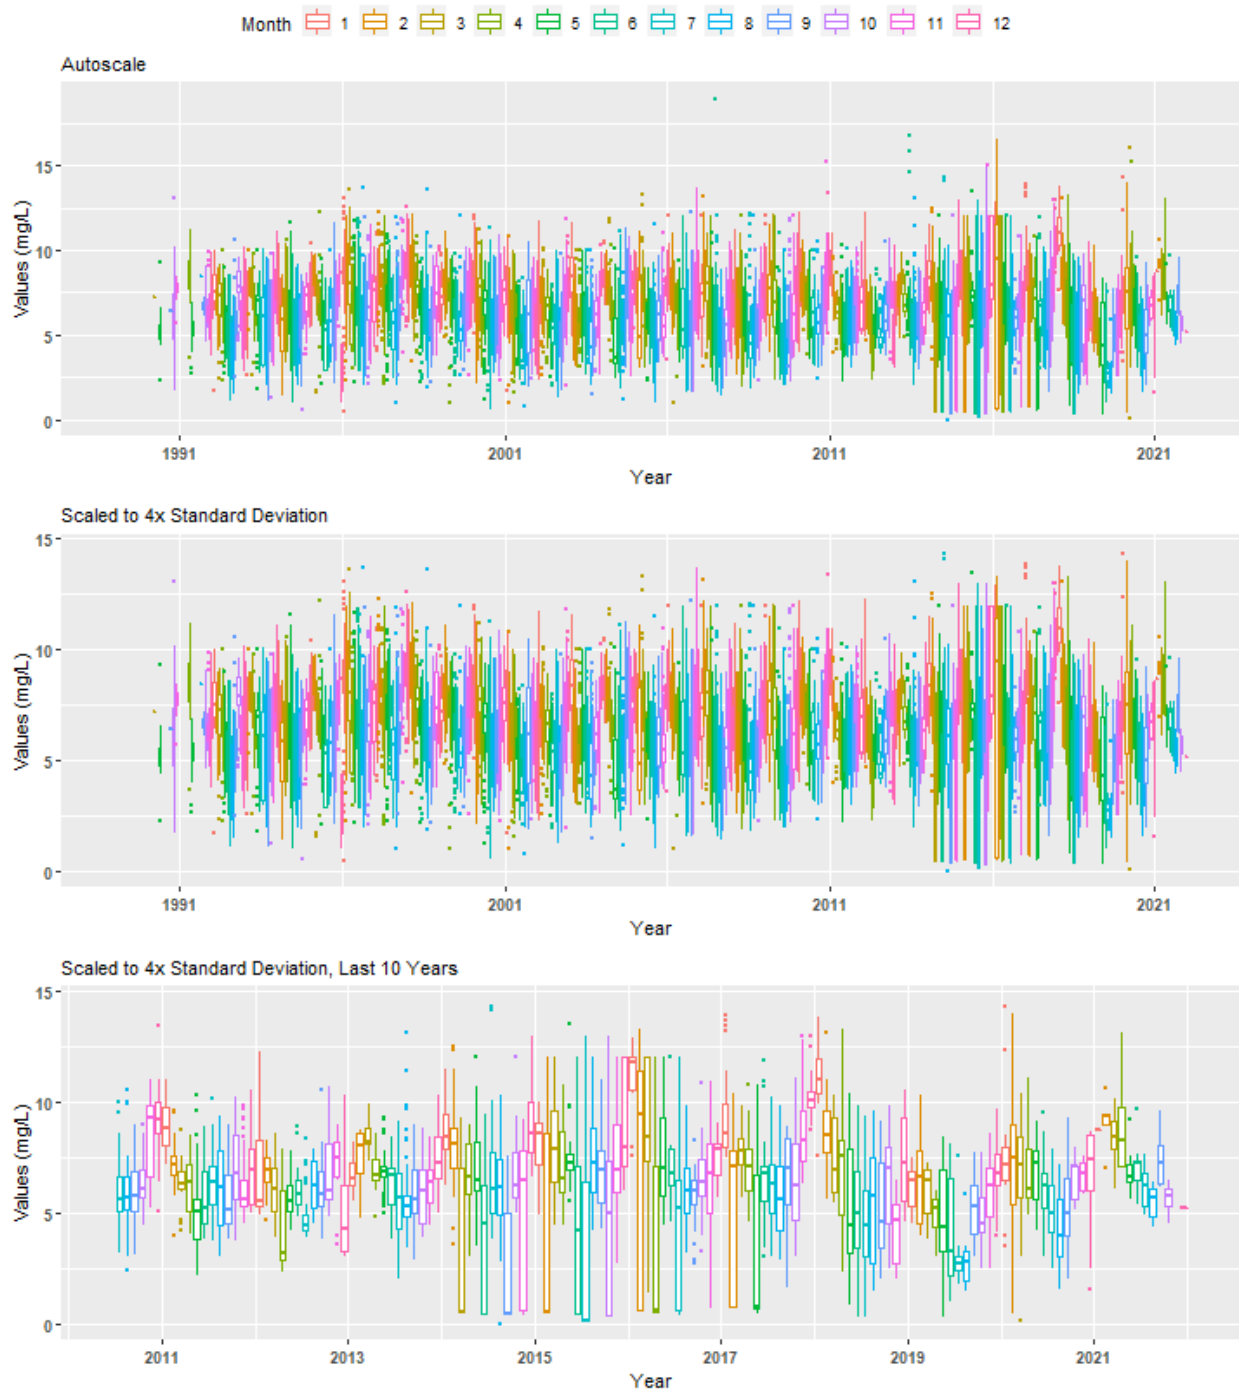 Month 1 2 3 4 5 6 7 8 9 10 11 12
Autoscale
Values (mg/L)
15
10
5
0
1991 2001 2011 2021
Year
Scaled to 4x Standard Deviation
Values (mg/L)
15
10
5
0
1991 2001 2011 2021
Year
Scaled to 4x Standard Deviation, Last 10 Years
Values (mg/L)
15
10
5
0
2011 2013 2015 2017 2019 2021
Year